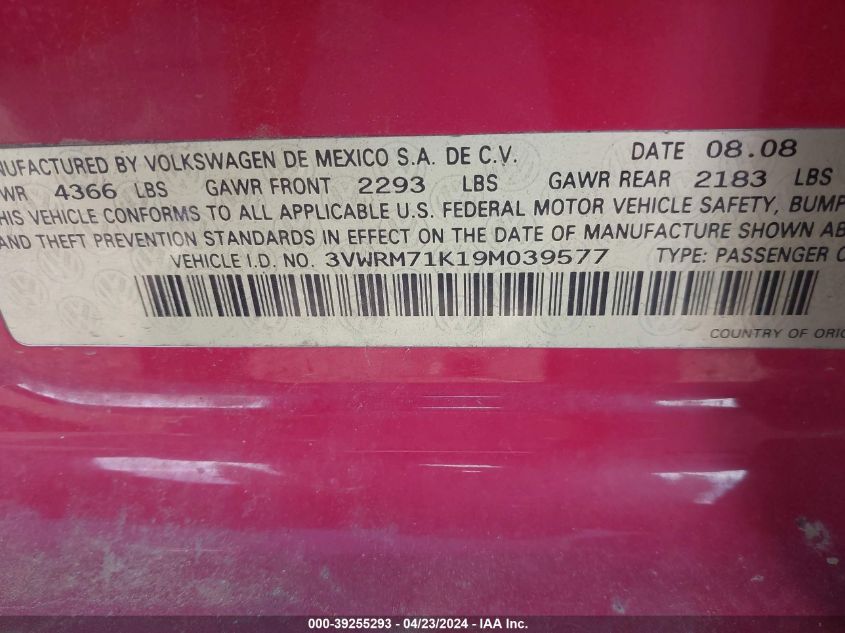 NUFACTURED BY VOLKSWAGEN DE MEXICO S.A. DE C.V. DATE 08.08
WR 4366 LBS GAWR FRONT 2293 LBS GAWR REAR 2183 LBS
HIS VEHICLE CONFORMS TO ALL APPLICABLE U.S. FEDERAL MOTOR VEHICLE SAFETY, BUMP
AND THEFT PREVENTION STANDARDS IN EFFECT ON THE DATE OF MANUFACTURE SHOWN AB
VEHICLE I.D. NO. 3VWRM71K19M039577 TYPE: PASSENGER C
COUNTRY OF ORIG
000-39255293 - 04/23/2024 - IAA Holdings, LLC.